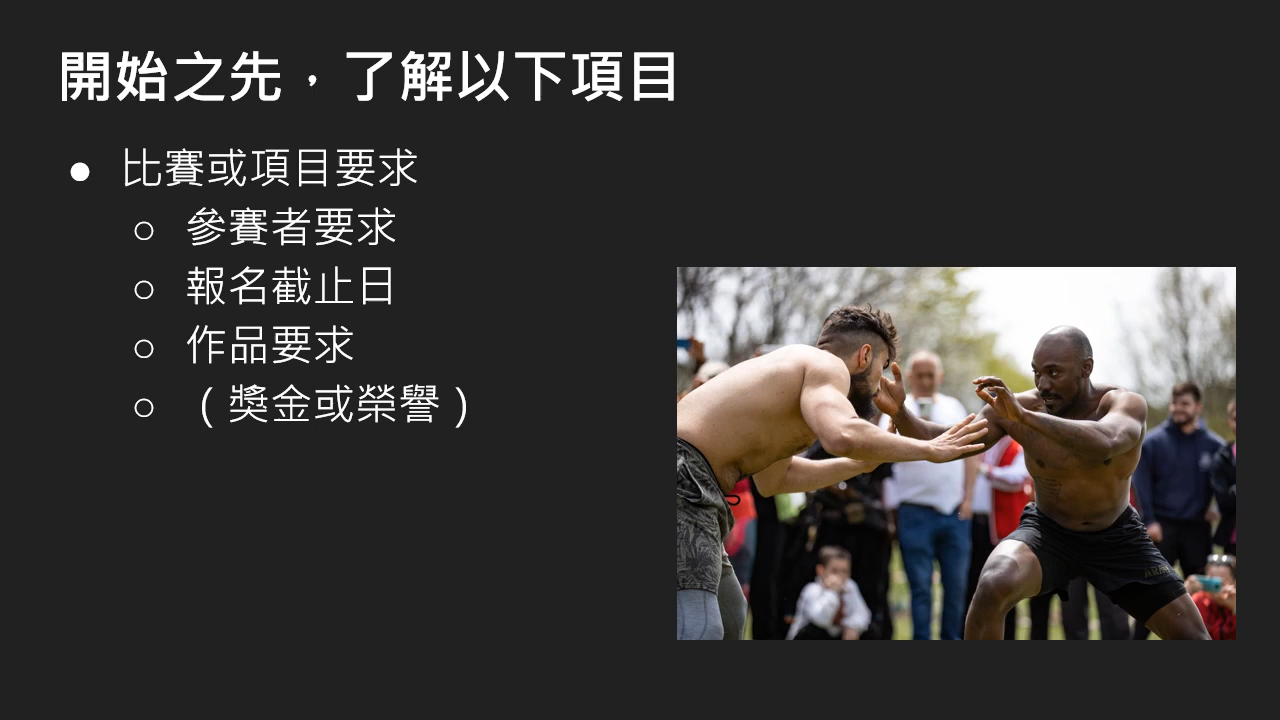 開始之先，了解以下項目
● 比賽或項目要求
○ 參賽者要求
○ 報名截止日
○ 作品要求
○ （獎金或榮譽）